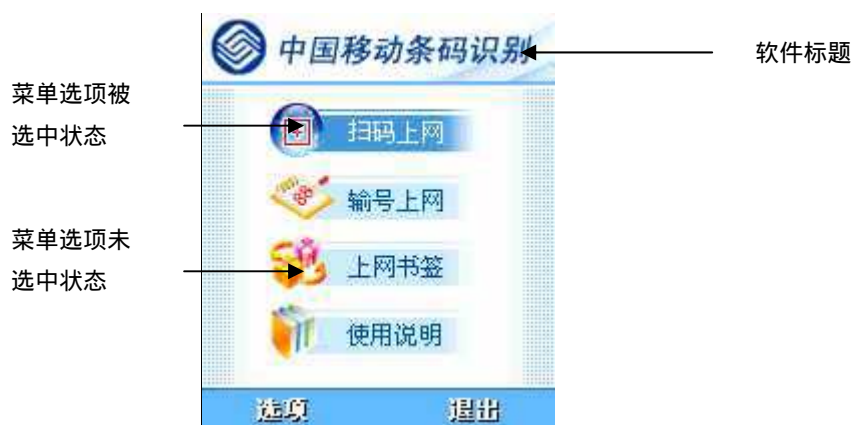 中国移动条码识别
软件标题
菜单选项被
选中状态
扫码上网
输号上网
菜单选项未
选中状态
上网书签
使用说明
选项
退出